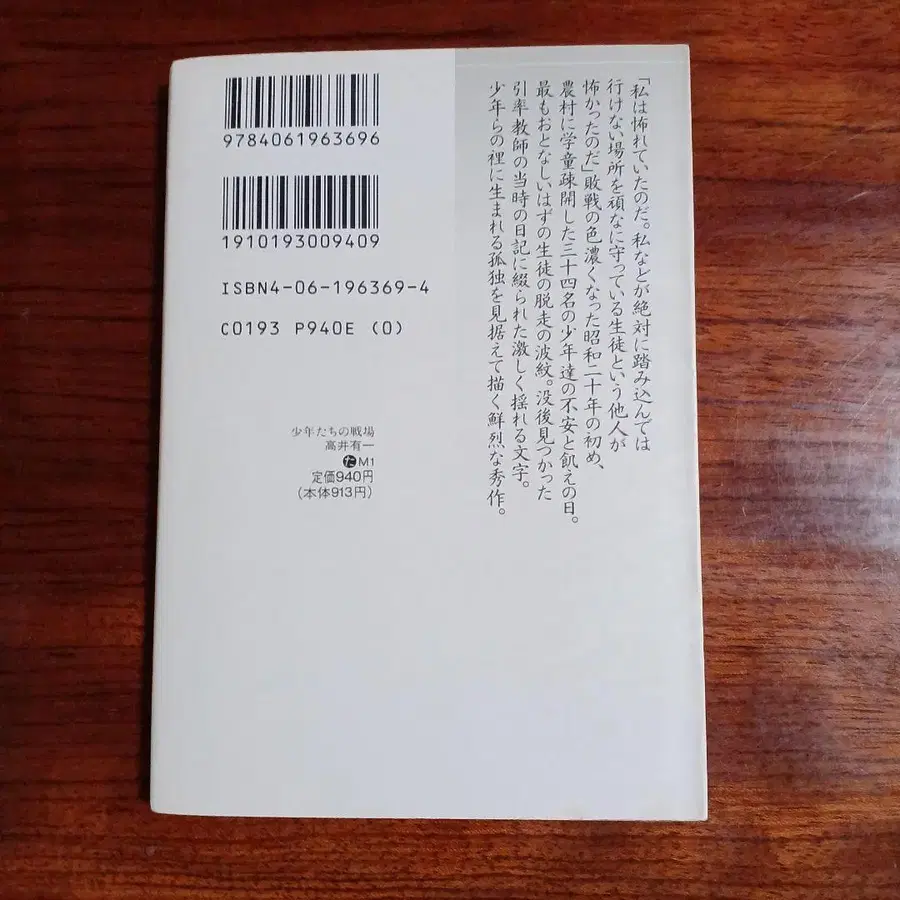 「私は怖れていたのだ。私などが絶対に踏み込んでは
行けない場所を頑なに守っている生徒という他人が
怖かったのだ」敗戦の色濃くなった昭和二十年の初め、
農村に学童疎開した三十四名の少年達の不安と飢えの日。
最もおとなしいはずの生徒の脱走の波紋。没後見つかった
引率教師の当時の日記に綴られた激しく揺れる文字。
少年らの裡に生まれる孤独を見据えて描く鮮烈な秀作。
9784061963696
1910193009409
ISBN4-06-196369-4
C0193 P940E (0)
少年たちの戦場
高井有一
たM1
定価940円
(本体913円)